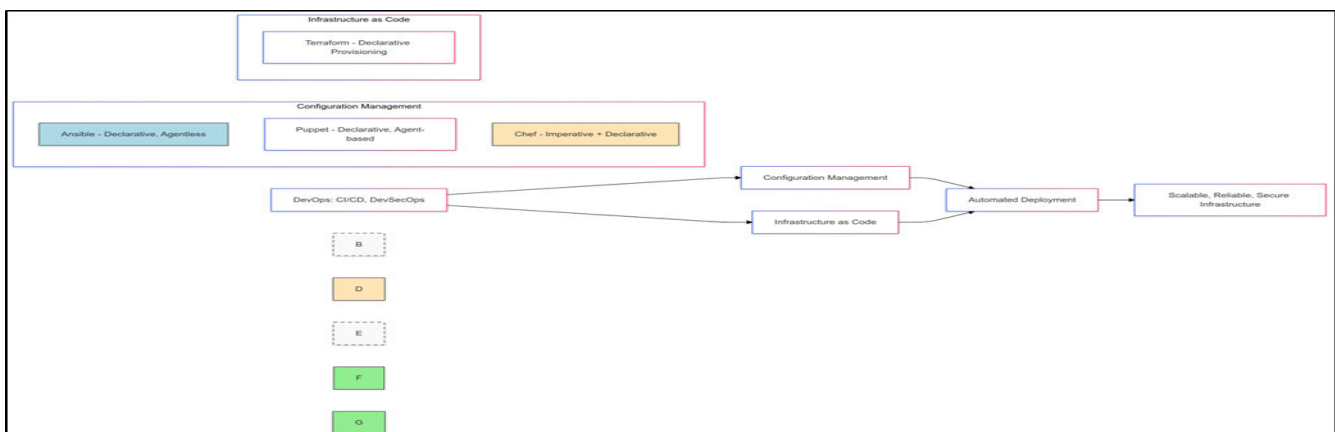 Infrastructure as Code
Terraform - Declarative
Provisioning
Configuration Management
Ansible - Declarative, Agentless
Puppet - Declarative, Agent-
based
Chef - Imperative + Declarative
DevOps: CI/CD, DevSecOps
Configuration Management
Infrastructure as Code
Automated Deployment
Scalable, Reliable, Secure
Infrastructure
B
D
E
F
G